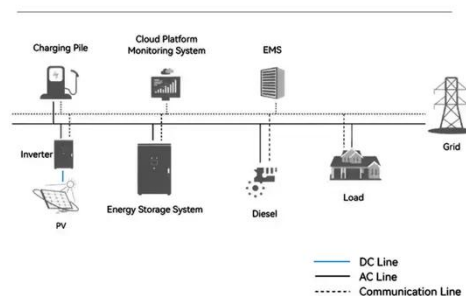 Charging Pile
Cloud Platform
Monitoring System
EMS
Grid
Inverter
PV
Energy Storage System
Diesel
Load
DC Line
AC Line
Communication Line